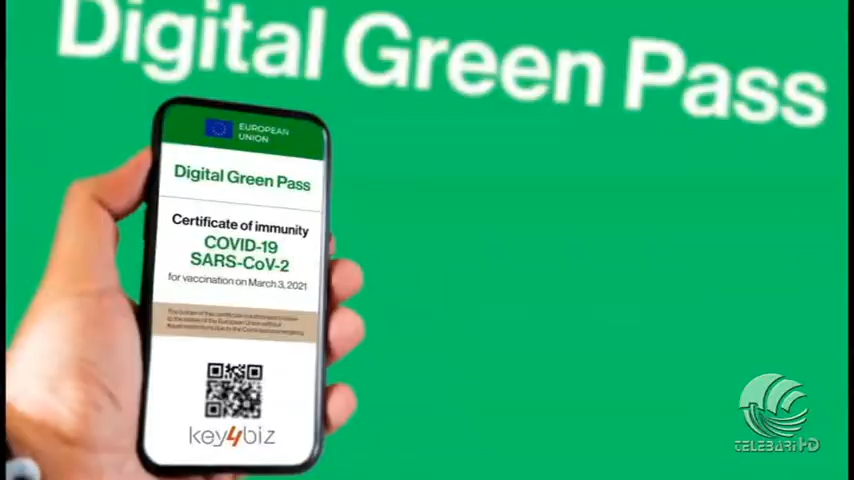 Digital Green Pass
EUROPEAN
UNION
Digital Green Pass
Certificate of immunity
COVID-19
SARS-CoV-2
for vaccination on March 3, 2021
key4biz
TELEBARI HD